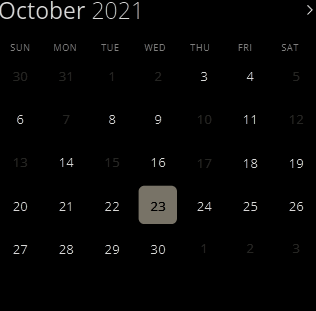 October 2021
SUN MON TUE WED THU FRI SAT
30 31 1 2 3 4 5
6 7 8 9 10 11 12
13 14 15 16 17 18 19
20 21 22 23 24 25 26
27 28 29 30 1 2 3